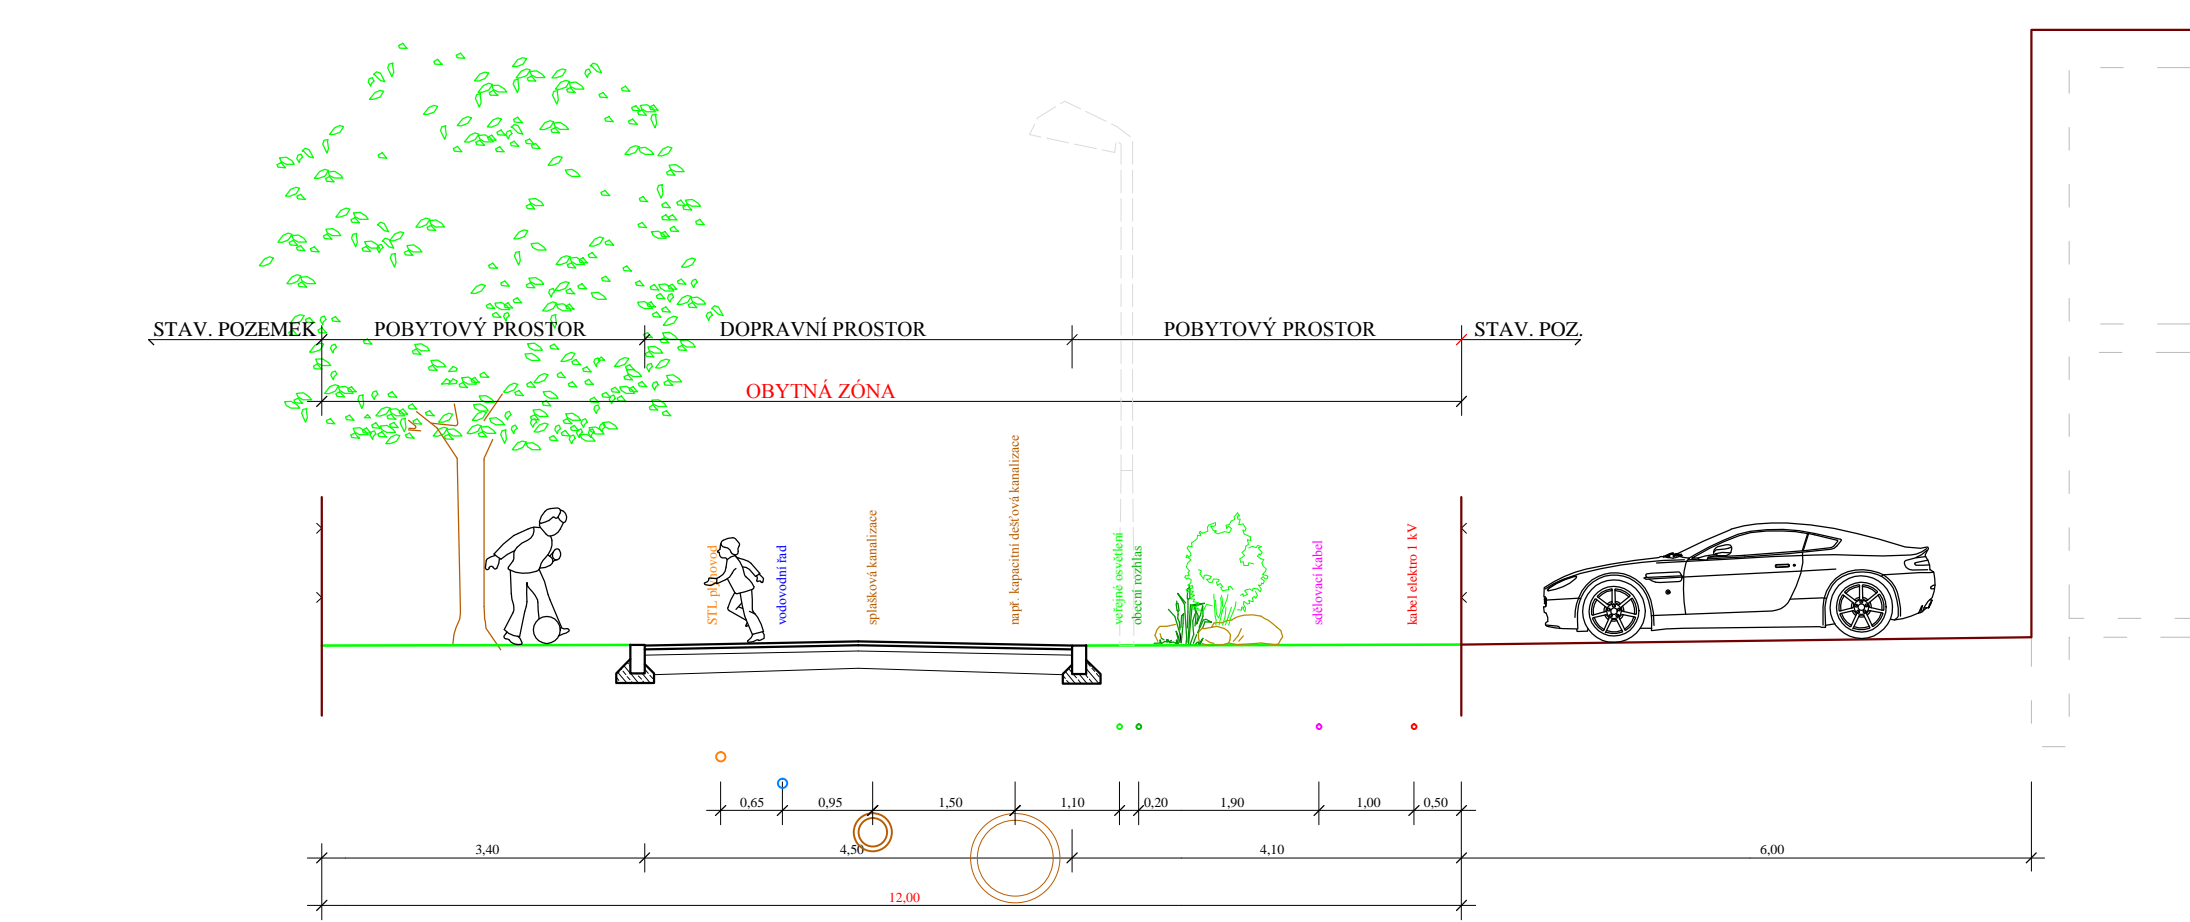 STAV. POZEMEK
POBYTOVÝ PROSTOR
DOPRAVNÍ PROSTOR
POBYTOVÝ PROSTOR
STAV. POZ.
OBYTNÁ ZÓNA
STL plynovod
vodovodní řad
splašková kanalizace
např. kapacitní dešťová kanalizace
veřejné osvětlení
obecní rozhlas
sdělovací kabel
kabel elektro 1 kV
0,65
0,95
1,50
1,10
0,20
1,90
1,00
0,50
3,40
4,50
4,10
6,00
12,00